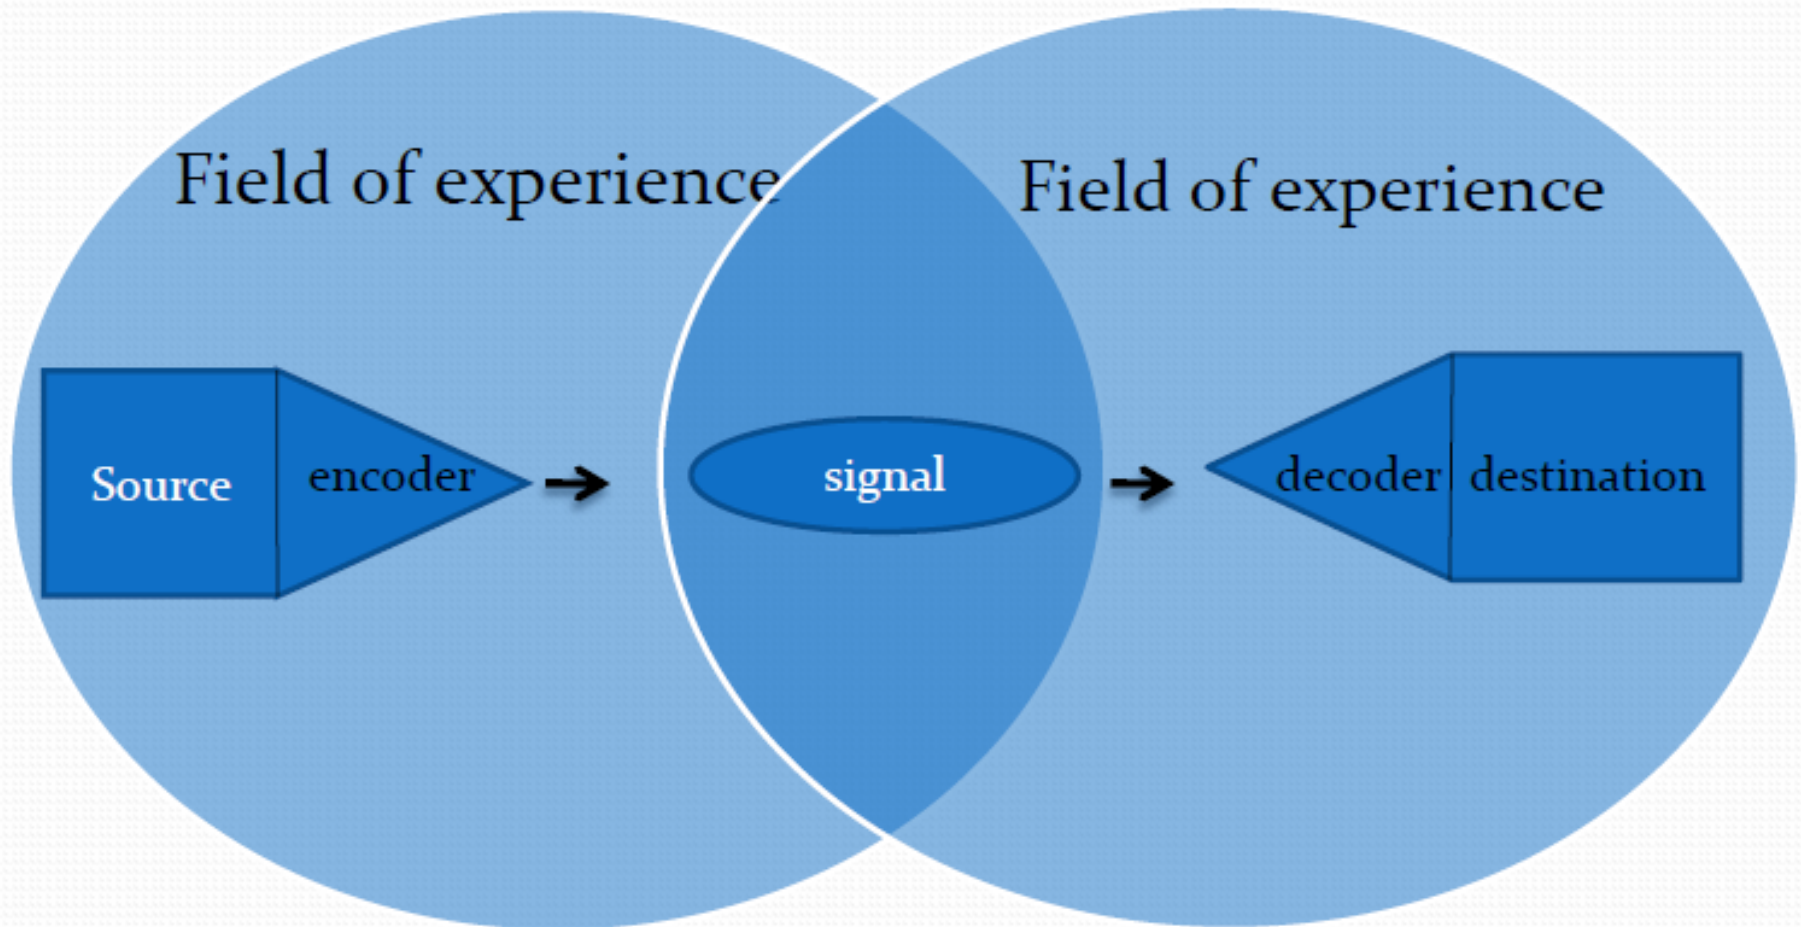 Field of experience
Field of experience
Source
encoder
signal
decoder
destination